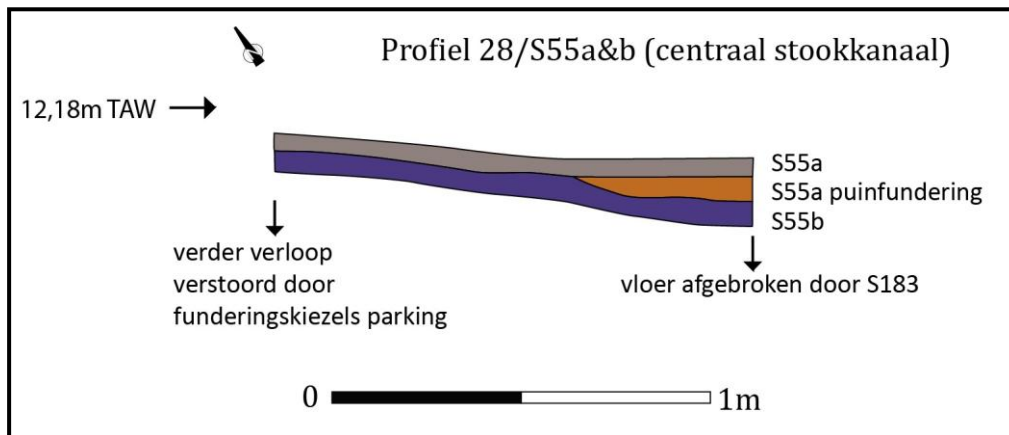 Profiel 28/S55a&b (centraal stookkanaal)
12,18m TAW
S55a
S55a puinfundering
S55b
verder verloop
verstoord door
funderingskiezels parking
vloer afgebroken door S183
0 1m